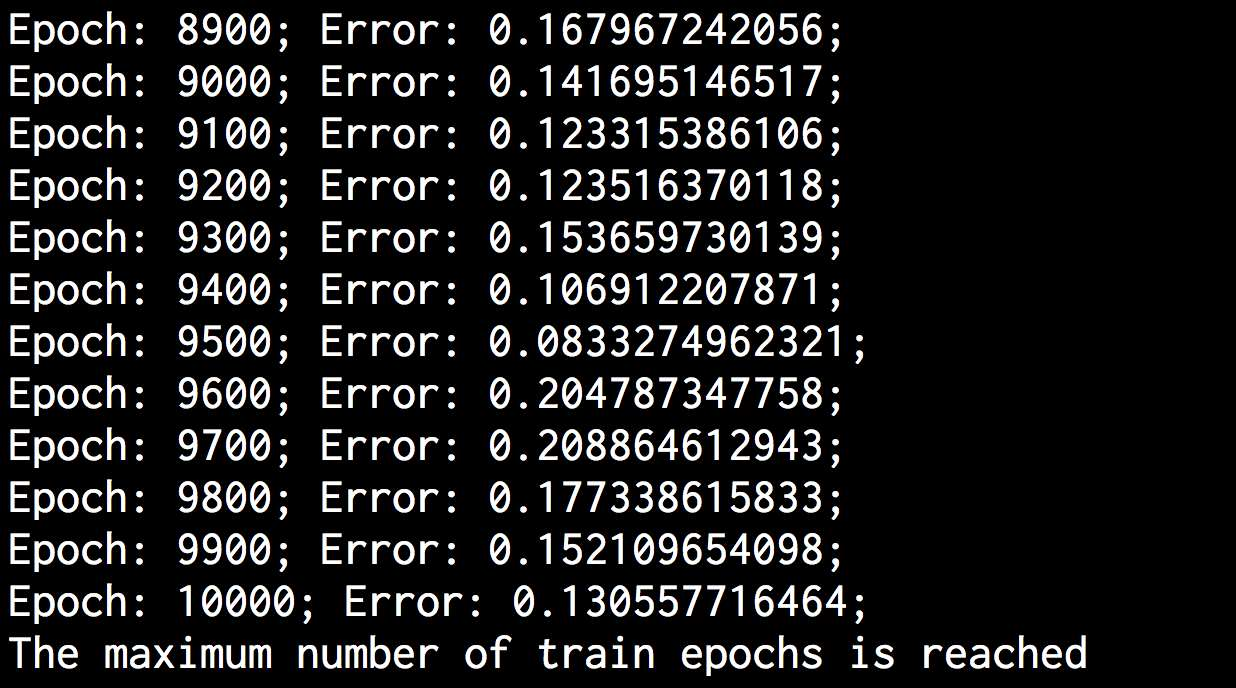 Epoch: 8900; Error: 0.167967242056;
Epoch: 9000; Error: 0.141695146517;
Epoch: 9100; Error: 0.123315386106;
Epoch: 9200; Error: 0.123516370118;
Epoch: 9300; Error: 0.153659730139;
Epoch: 9400; Error: 0.106912207871;
Epoch: 9500; Error: 0.0833274962321;
Epoch: 9600; Error: 0.204787347758;
Epoch: 9700; Error: 0.208864612943;
Epoch: 9800; Error: 0.177338615833;
Epoch: 9900; Error: 0.152109654098;
Epoch: 10000; Error: 0.130557716464;
The maximum number of train epochs is reached